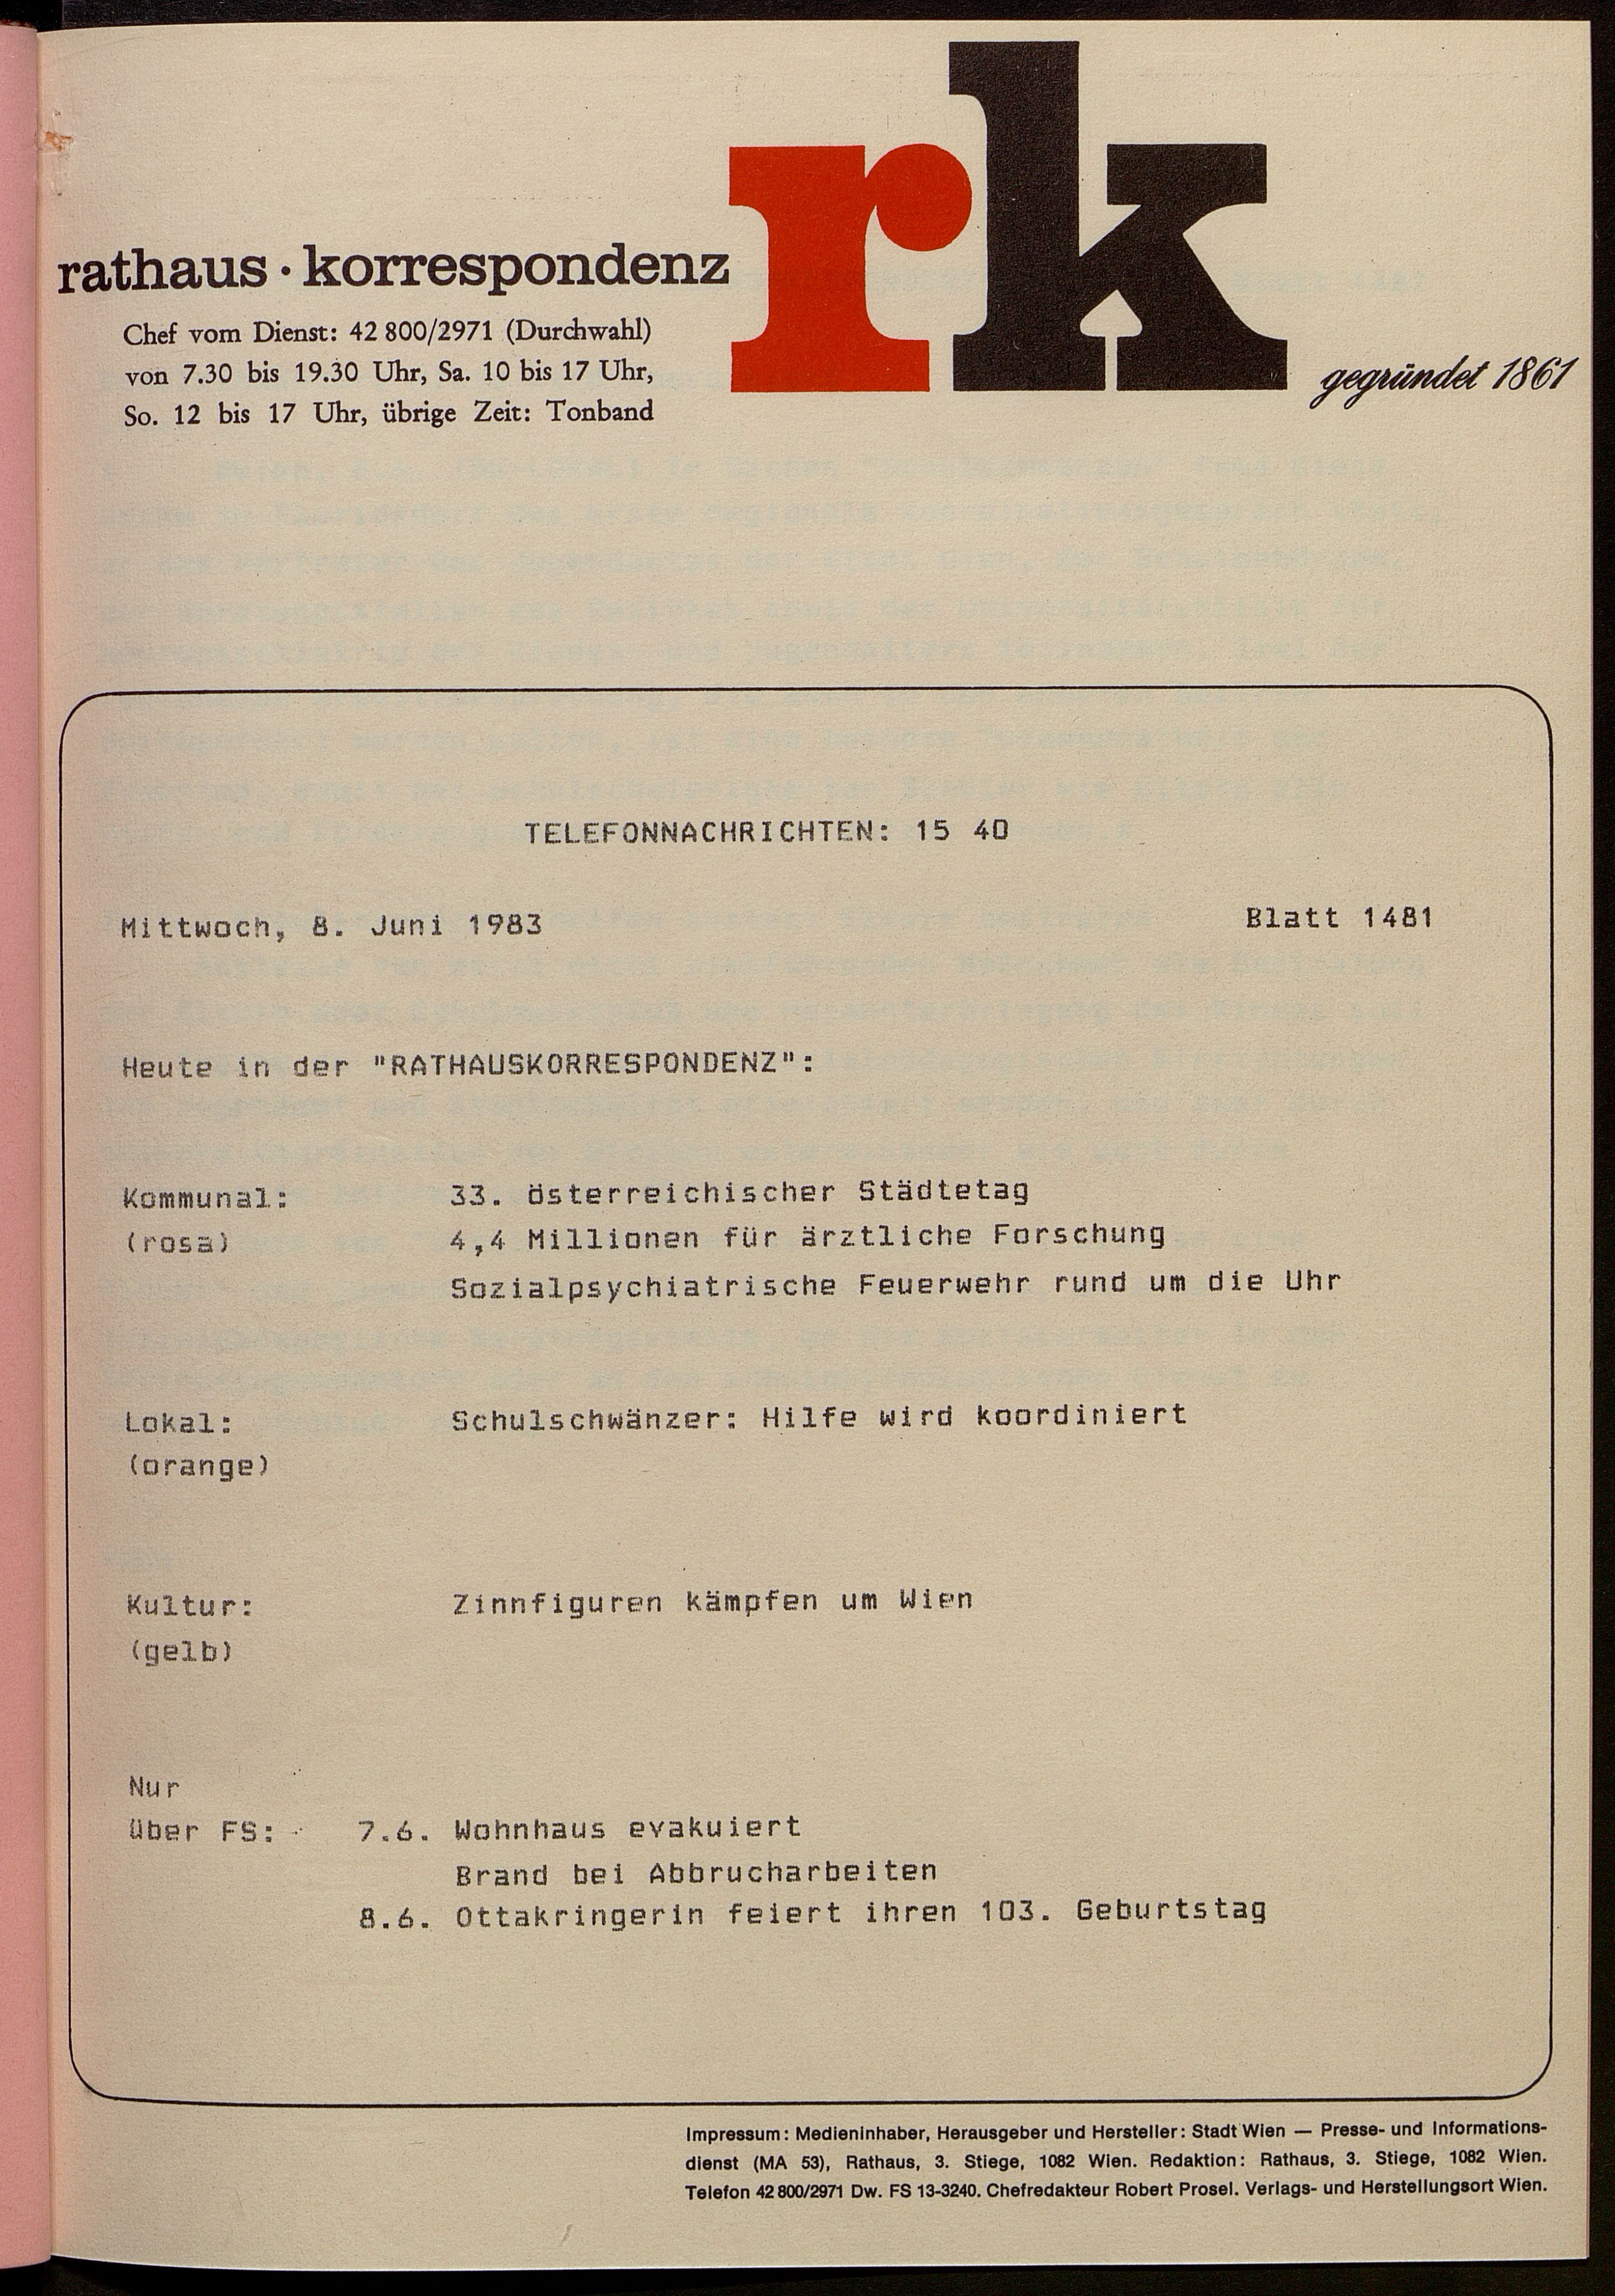 rk
rathaus · korrespondenz
Chef vom Dienst: 42 800/2971 (Durchwahl)
von 7.30 bis 19.30 Uhr, Sa. 10 bis 17 Uhr,
So. 12 bis 17 Uhr, übrige Zeit: Tonband
gegründet 1861
TELEFONNACHRICHTEN: 15 40
Mittwoch, 8. Juni 1983 Blatt 1481
Heute in der "RATHAUSKORRESPONDENZ":
Kommunal: 33. österreichischer Städtetag
(rosa) 4,4 Millionen für ärztliche Forschung
Sozialpsychiatrische Feuerwehr rund um die Uhr
Lokal: Schulschwänzer: Hilfe wird koordiniert
(orange)
Kultur: Zinnfiguren kämpfen um Wien
(gelb)
Nur
über FS: 7.6. Wohnhaus evakuiert
Brand bei Abbrucharbeiten
8.6. Ottakringerin feiert ihren 103. Geburtstag
Impressum: Medieninhaber, Herausgeber und Hersteller: Stadt Wien — Presse- und Informations-
dienst (MA 53), Rathaus, 3. Stiege, 1082 Wien. Redaktion: Rathaus, 3. Stiege, 1082 Wien.
Telefon 42 800/2971 Dw. FS 13-3240. Chefredakteur Robert Prosel. Verlags- und Herstellungsort Wien.